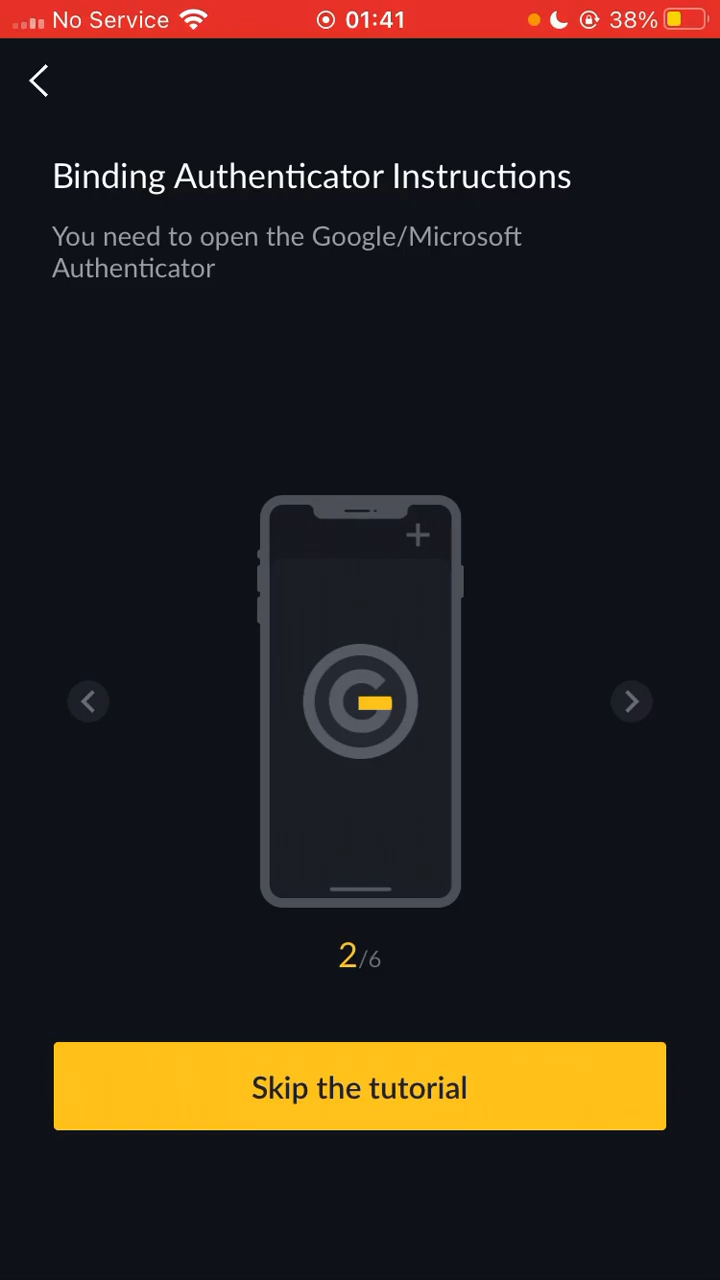 No Service 01:41 38%
Binding Authenticator Instructions
You need to open the Google/Microsoft
Authenticator
2/6
Skip the tutorial